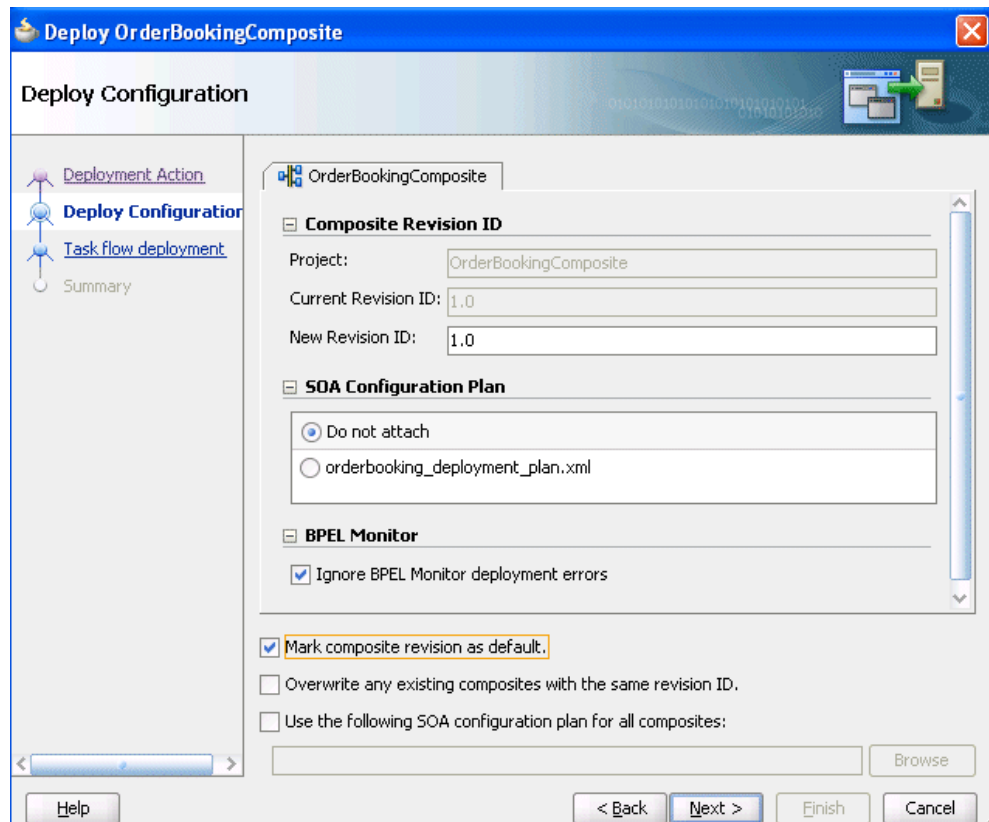 Deploy OrderBookingComposite
Deploy Configuration
0101010101010101010101010101
01010101010
Deployment Action
Deploy Configuration
Task flow deployment
Summary
OrderBookingComposite
Composite Revision ID
Project: OrderBookingComposite
Current Revision ID: 1.0
New Revision ID: 1.0
SOA Configuration Plan
Do not attach
orderbooking_deployment_plan.xml
BPEL Monitor
Ignore BPEL Monitor deployment errors
Mark composite revision as default.
Overwrite any existing composites with the same revision ID.
Use the following SOA configuration plan for all composites:
Browse
Help
< Back
Next >
Finish
Cancel